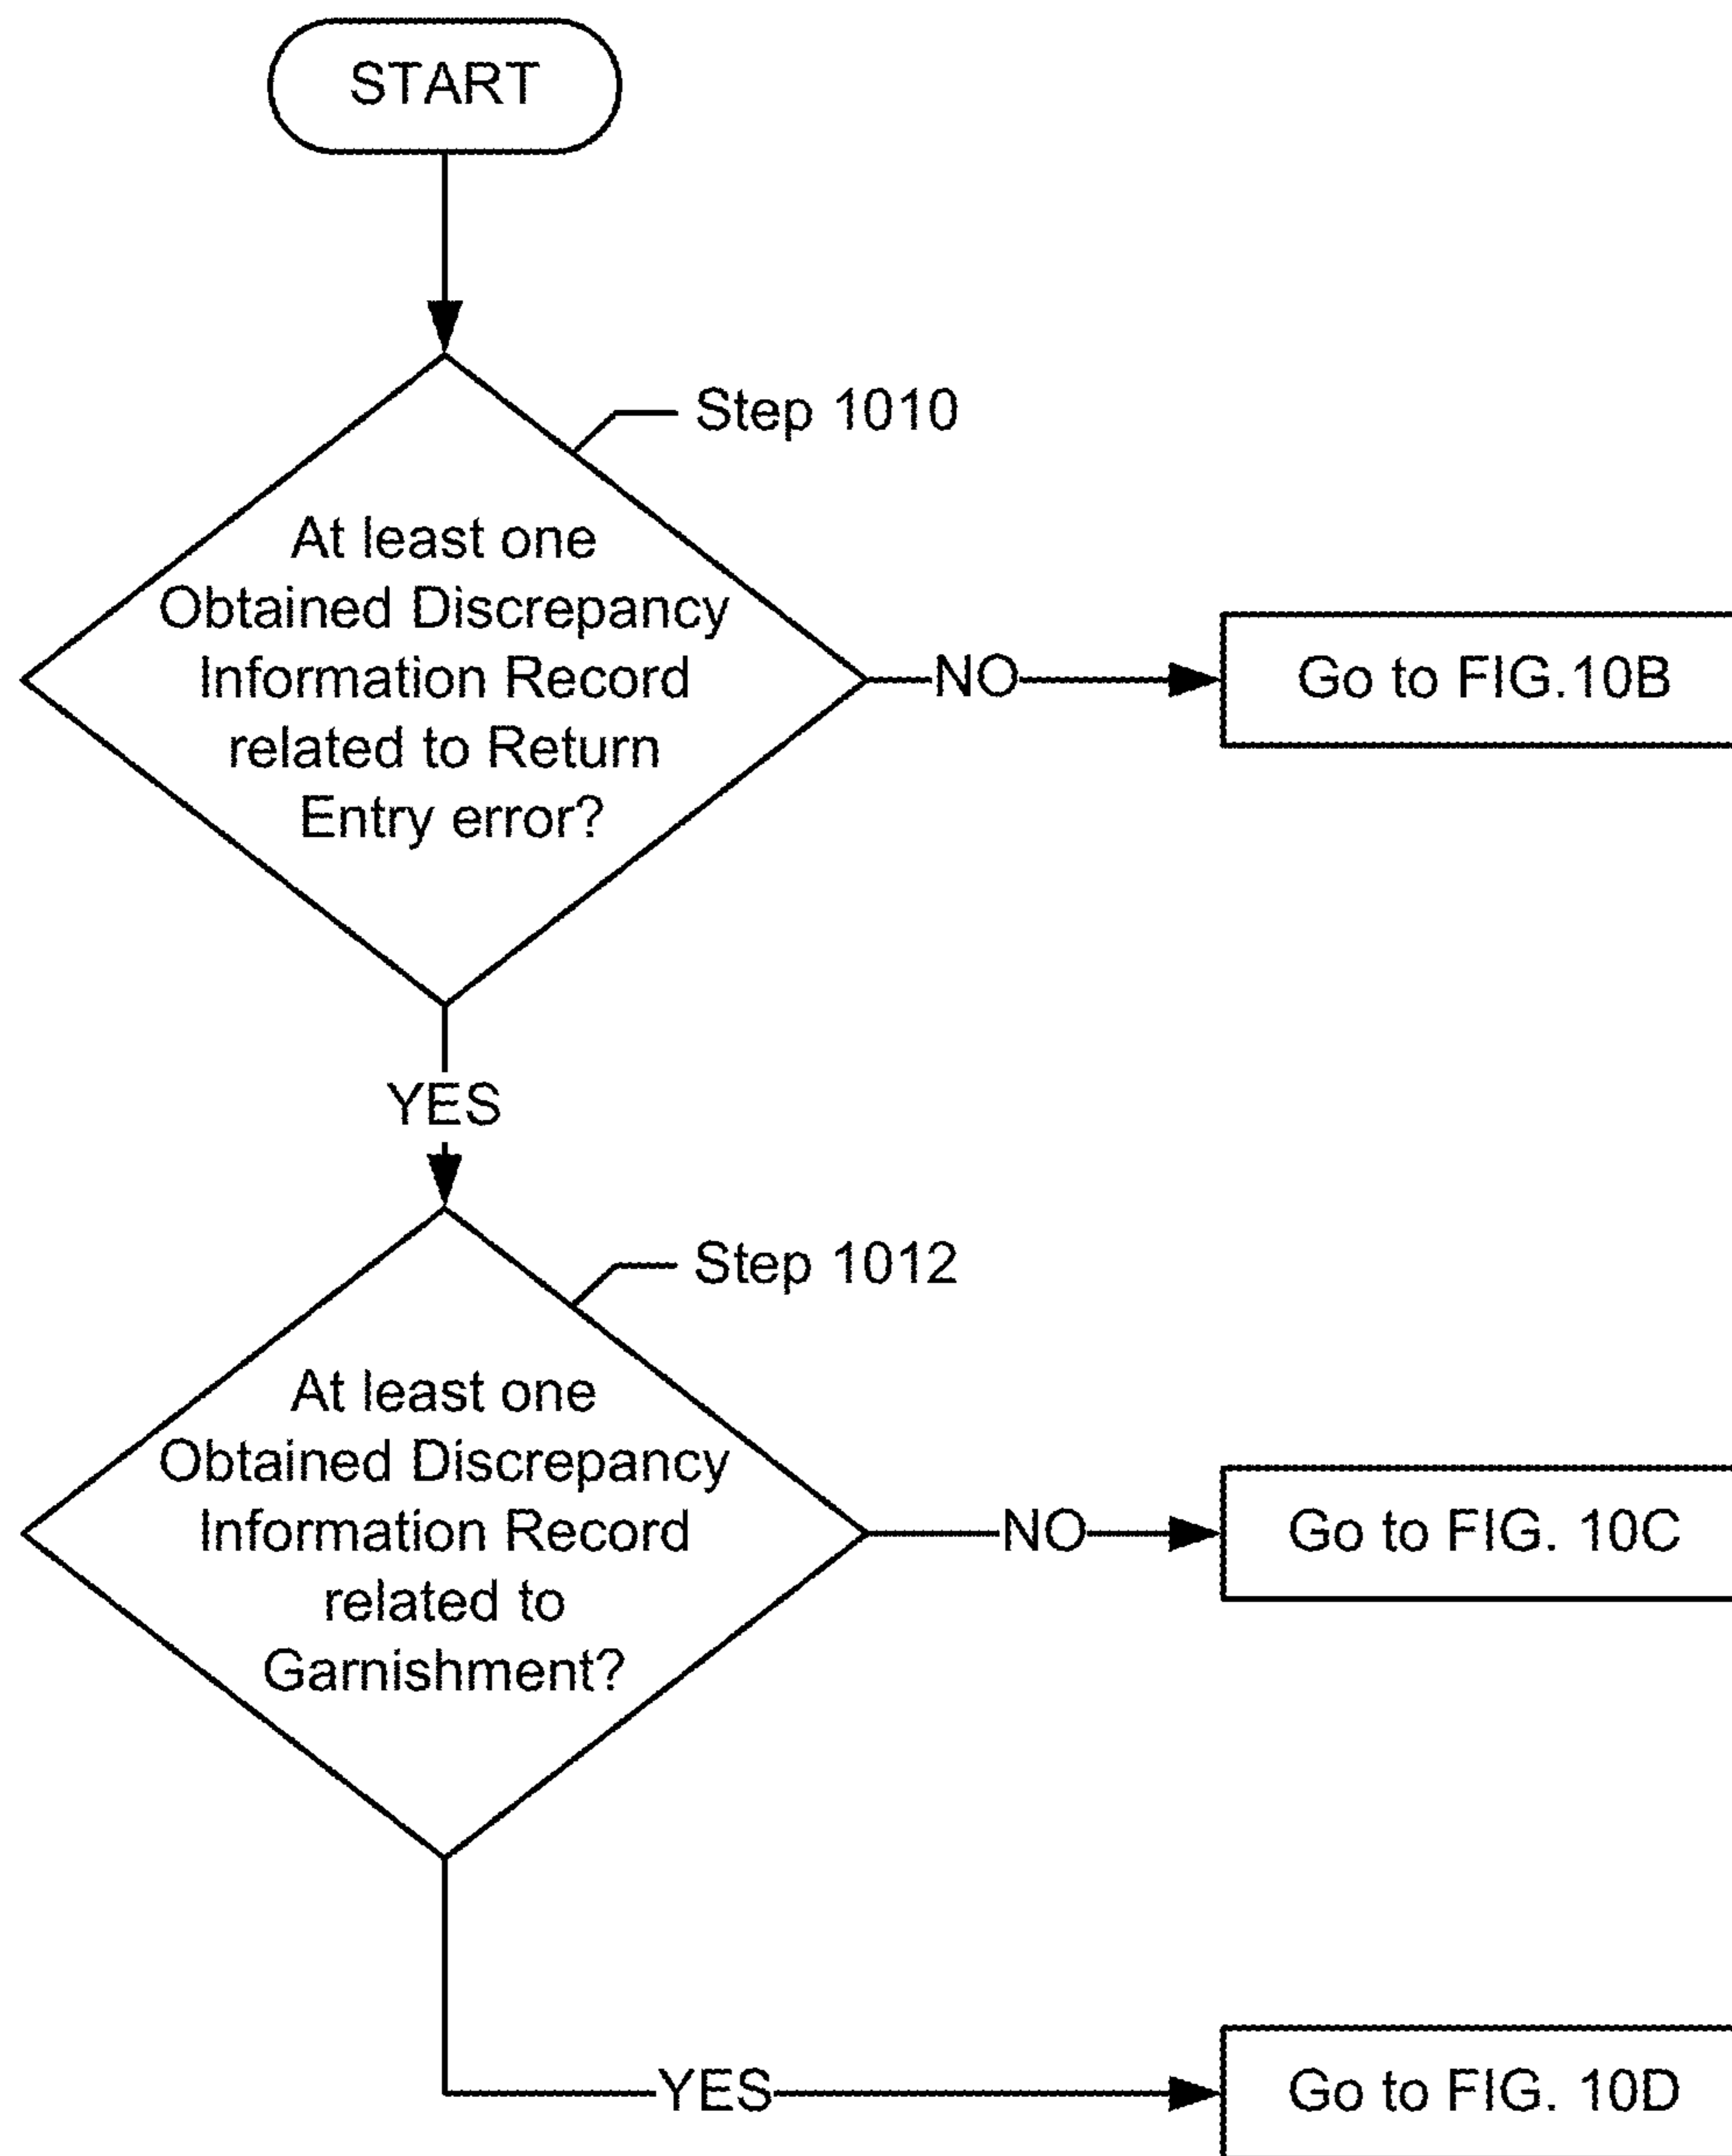 START
Step 1010
At least one
Obtained Discrepancy
Information Record
related to Return
Entry error?
NO
Go to FIG.10B
YES
Step 1012
At least one
Obtained Discrepancy
Information Record
related to
Garnishment?
NO
Go to FIG. 10C
YES
Go to FIG. 10D